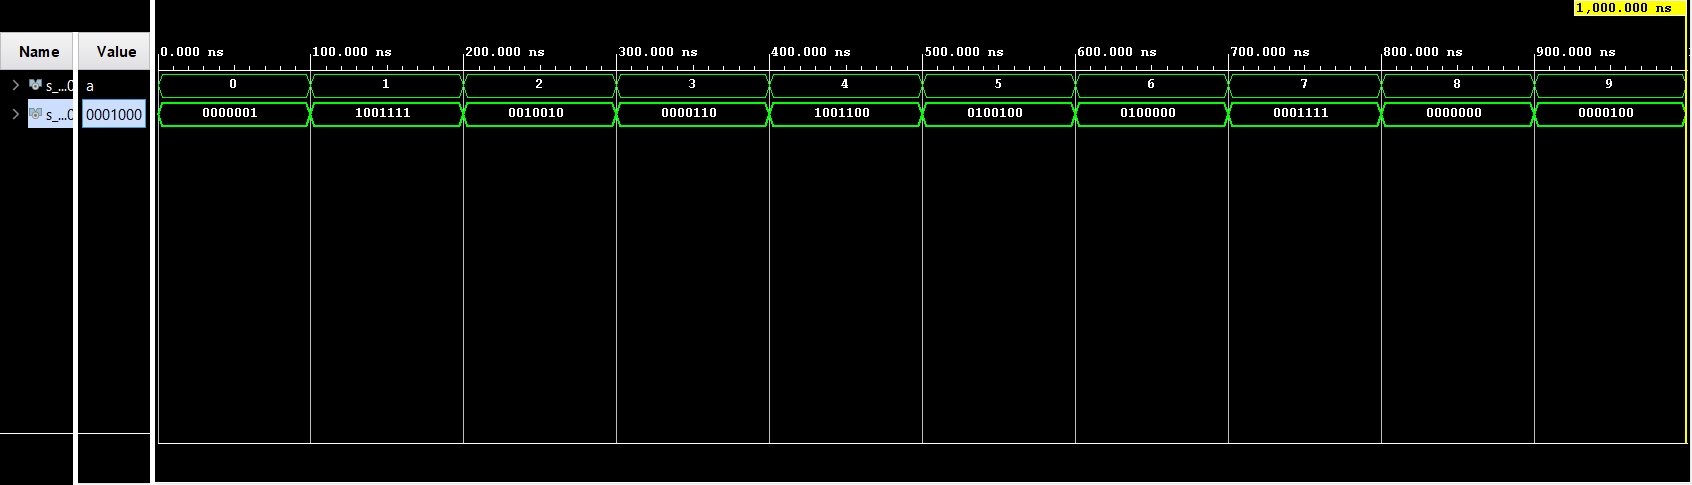 1,000.000 ns
Name Value 0.000 ns 100.000 ns 200.000 ns 300.000 ns 400.000 ns 500.000 ns 600.000 ns 700.000 ns 800.000 ns 900.000 ns
s_...0 a 0 1 2 3 4 5 6 7 8 9
s_...0 0001000 0000001 1001111 0010010 0000110 1001100 0100100 0100000 0001111 0000000 0000100